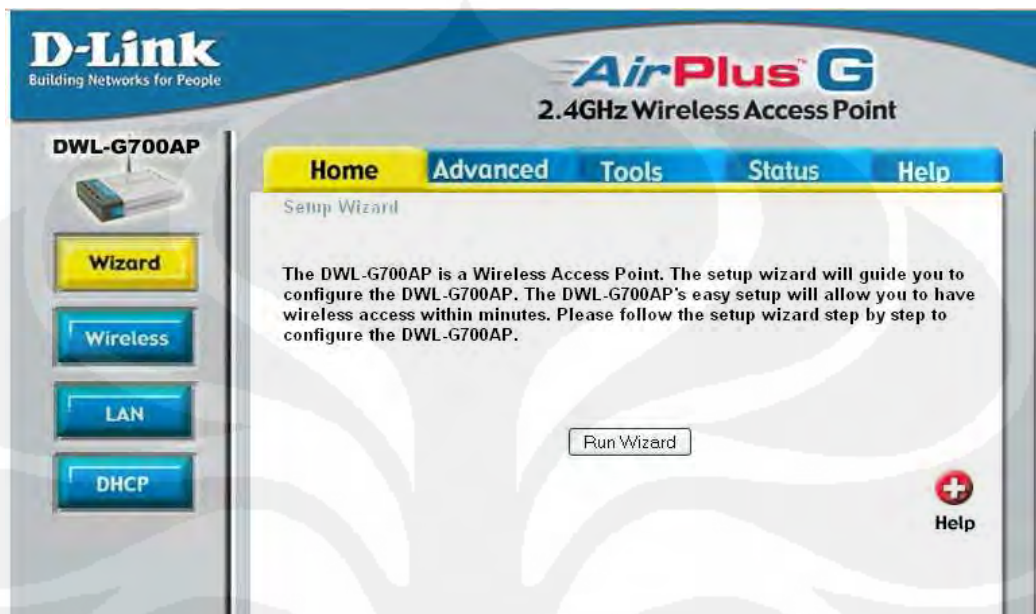 D-Link
Building Networks for People
AirPlus™ G
2.4GHz Wireless Access Point
DWL-G700AP
Home Advanced Tools Status Help
Setup Wizard
Wizard
Wireless
LAN
DHCP
The DWL-G700AP is a Wireless Access Point. The setup wizard will guide you to
configure the DWL-G700AP. The DWL-G700AP's easy setup will allow you to have
wireless access within minutes. Please follow the setup wizard step by step to
configure the DWL-G700AP.
Run Wizard
Help